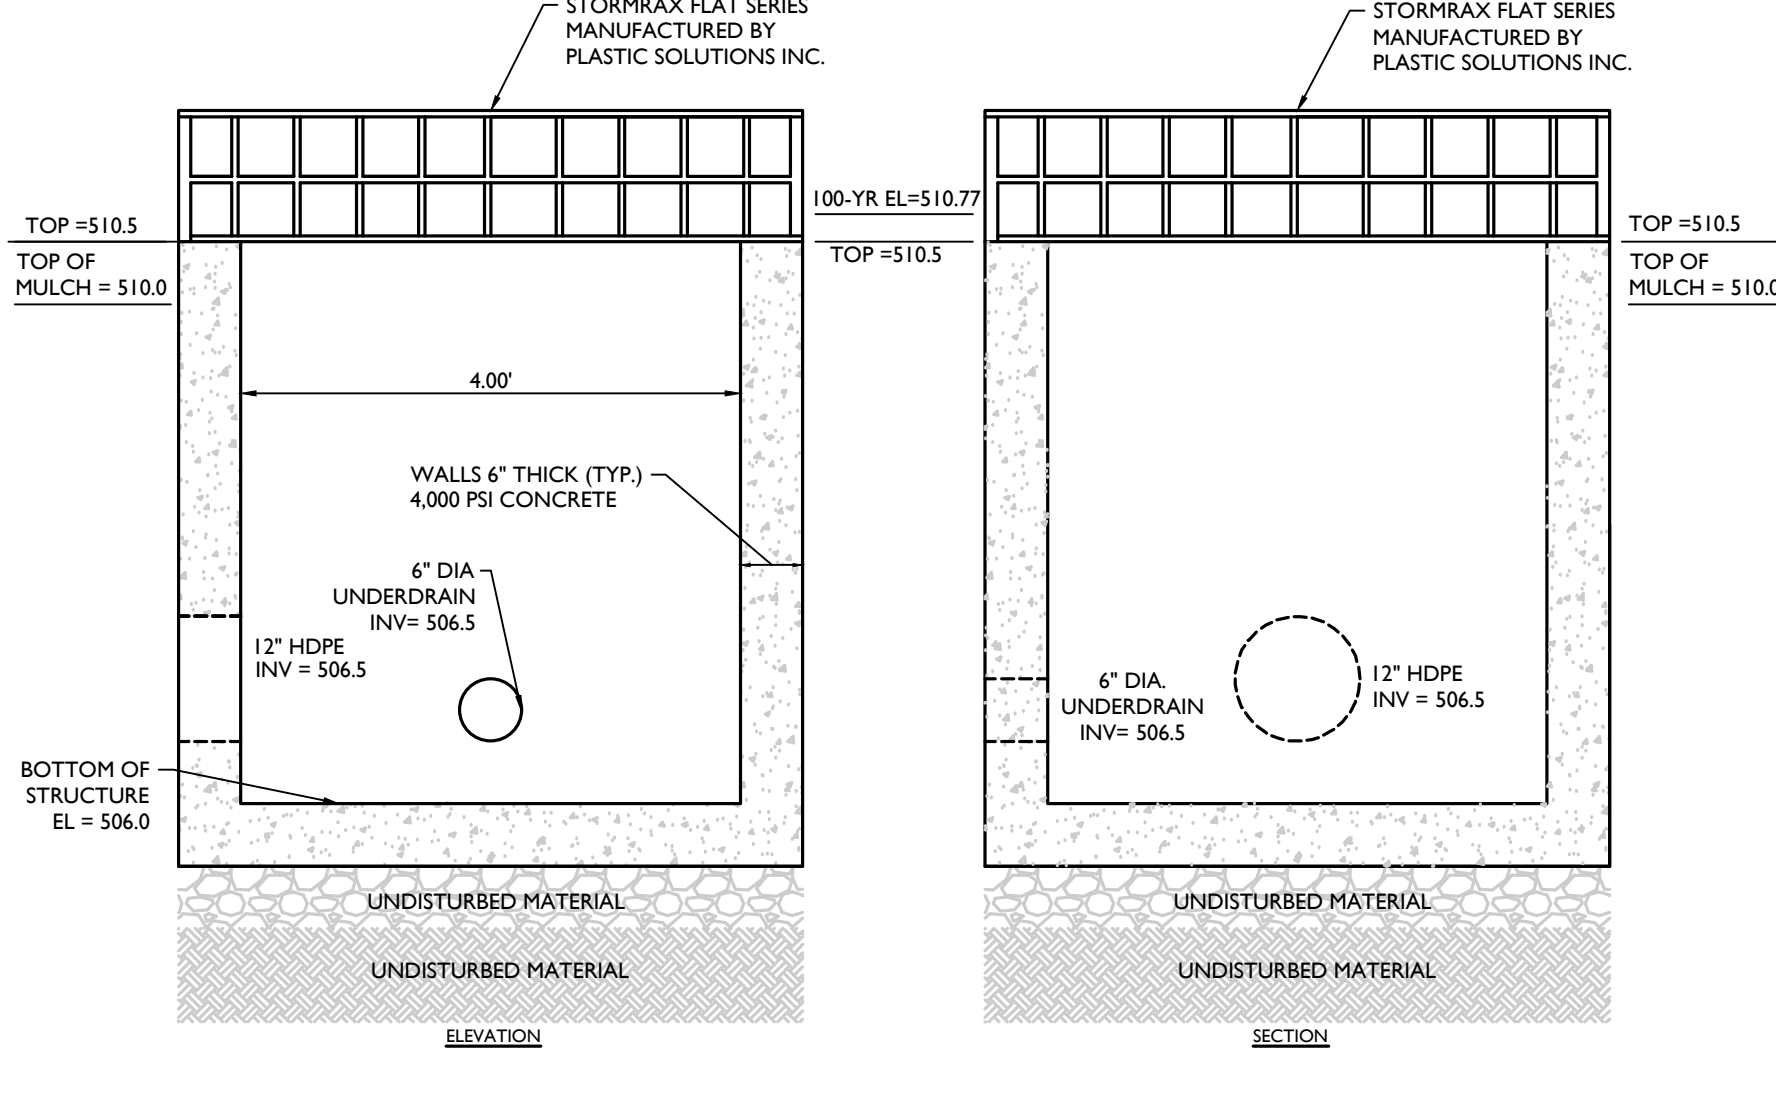 STORMRAX FLAT SERIES
MANUFACTURED BY
PLASTIC SOLUTIONS INC.
TOP =510.5
TOP OF
MULCH = 510.0
100-YR EL=510.77
TOP =510.5
4.00'
WALLS 6" THICK (TYP.)
4,000 PSI CONCRETE
6" DIA
UNDERDRAIN
INV= 506.5
12" HDPE
INV = 506.5
BOTTOM OF
STRUCTURE
EL = 506.0
UNDISTURBED MATERIAL
UNDISTURBED MATERIAL
ELEVATION
STORMRAX FLAT SERIES
MANUFACTURED BY
PLASTIC SOLUTIONS INC.
TOP =510.5
TOP OF
MULCH = 510.0
6" DIA.
UNDERDRAIN
INV= 506.5
12" HDPE
INV = 506.5
UNDISTURBED MATERIAL
UNDISTURBED MATERIAL
SECTION